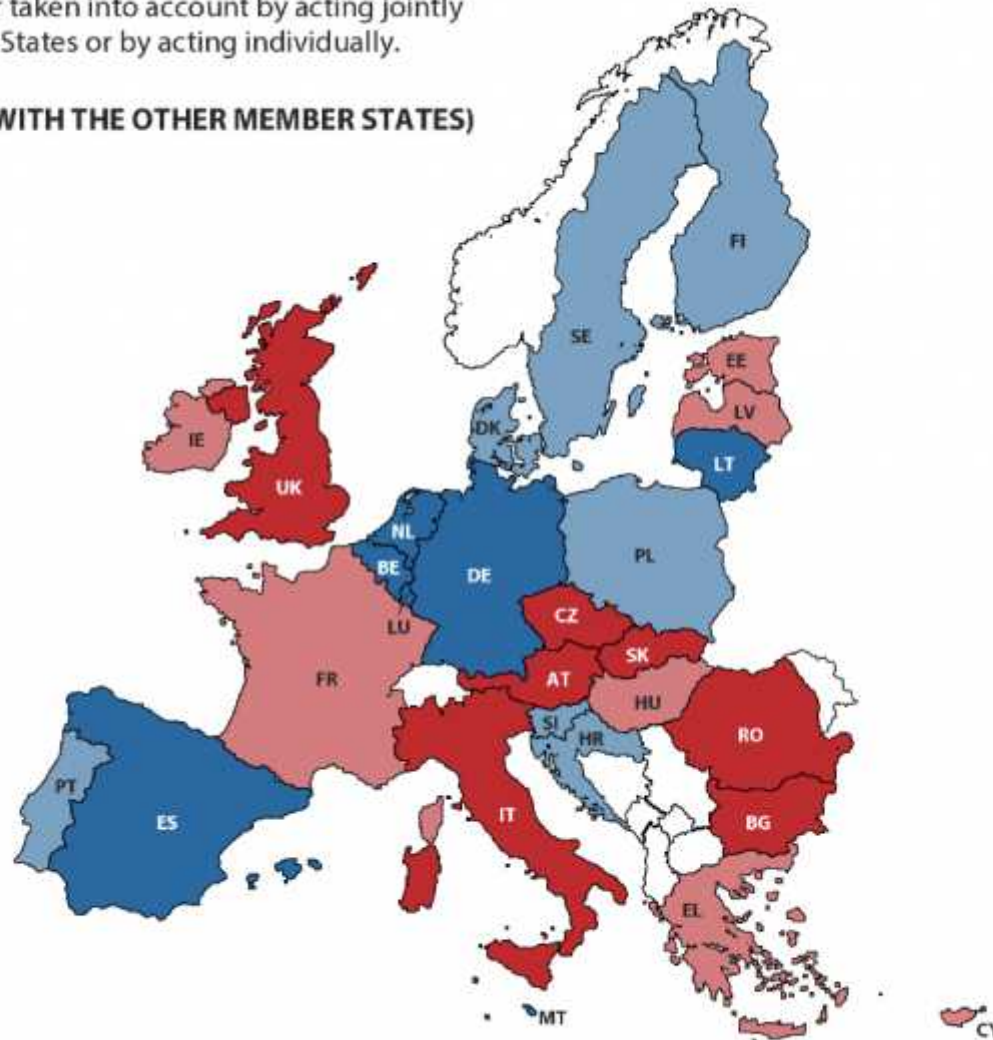 taken into account by acting jointly
States or by acting individually.
WITH THE OTHER MEMBER STATES)
FI
SE
EE
LV
DK
LT
IE
UK
NL
BE
DE
PL
CZ
LU
SK
FR
AT
HU
SI
HR
RO
PT
ES
IT
BG
EL
MT
CY